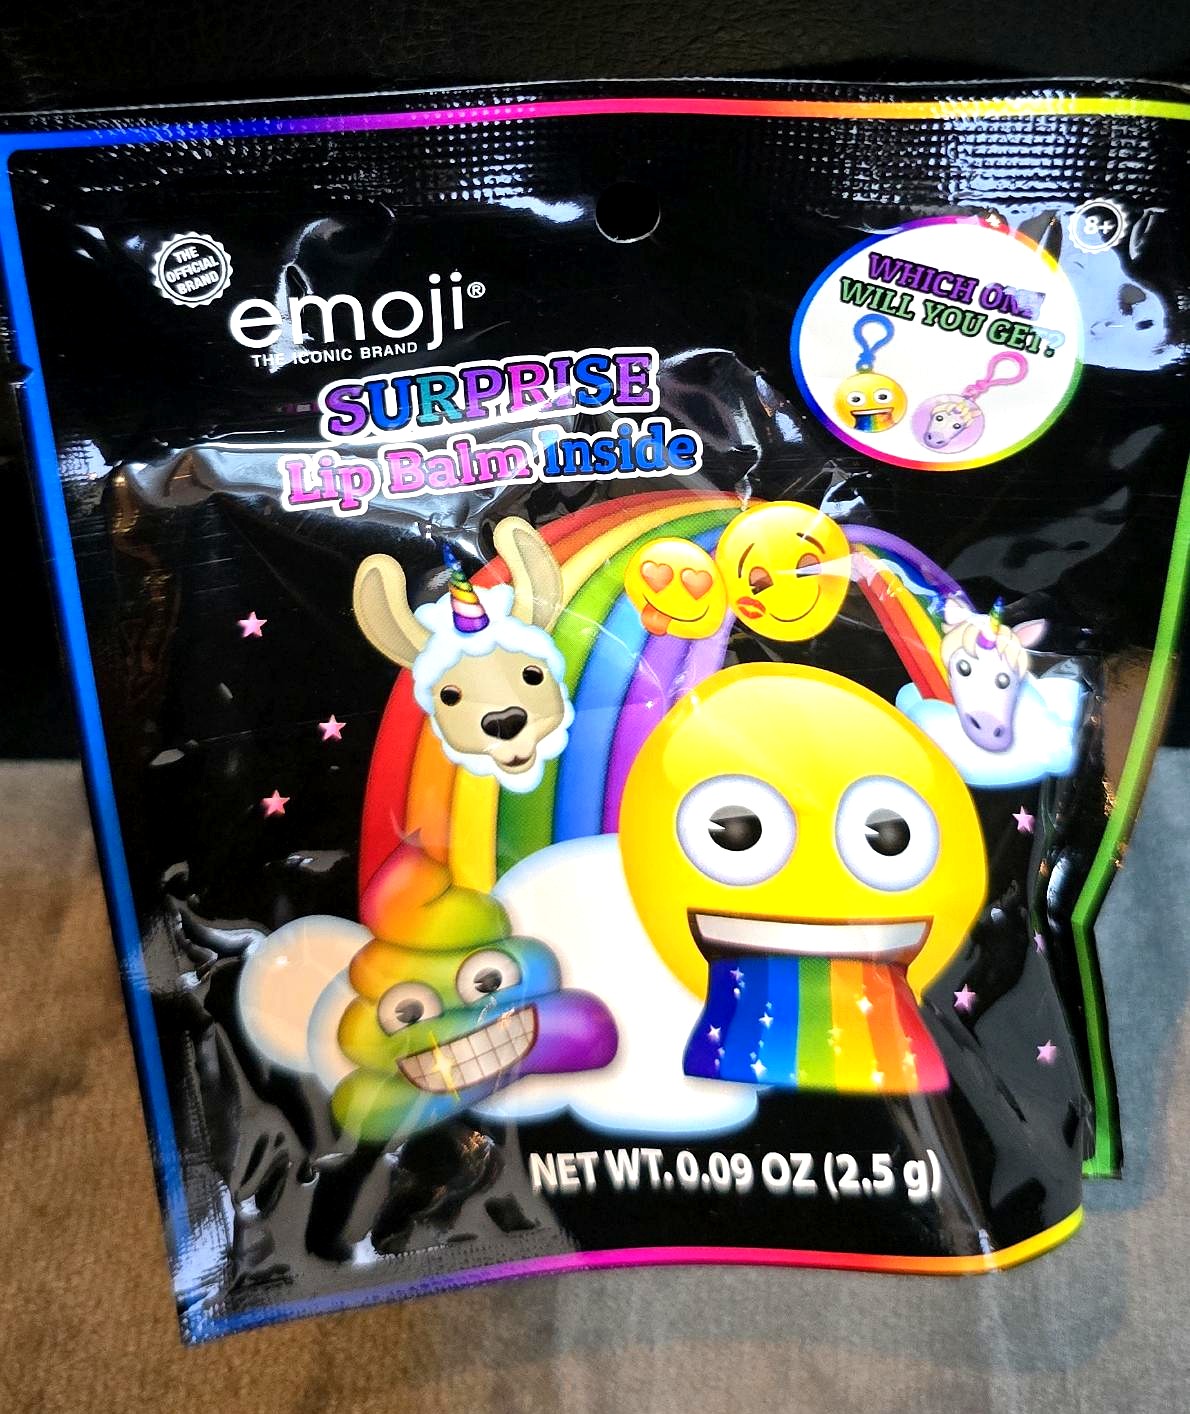 THE
OFFICIAL
BRAND
emoji®
THE ICONIC BRAND
SURPRISE
Lip Balm Inside
8+
WHICH ONE
WILL YOU GET?
NET WT. 0.09 OZ (2.5 g)